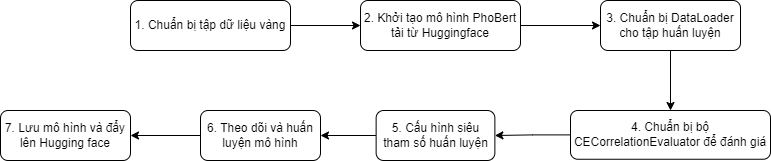 1. Chuẩn bị tập dữ liệu vàng
2. Khởi tạo mô hình PhoBert
tải từ Huggingface
3. Chuẩn bị DataLoader
cho tập huấn luyện
4. Chuẩn bị bộ
CECorrelationEvaluator để đánh giá
5. Cấu hình siêu
tham số huấn luyện
6. Theo dõi và huấn
luyện mô hình
7. Lưu mô hình và đẩy
lên Hugging face